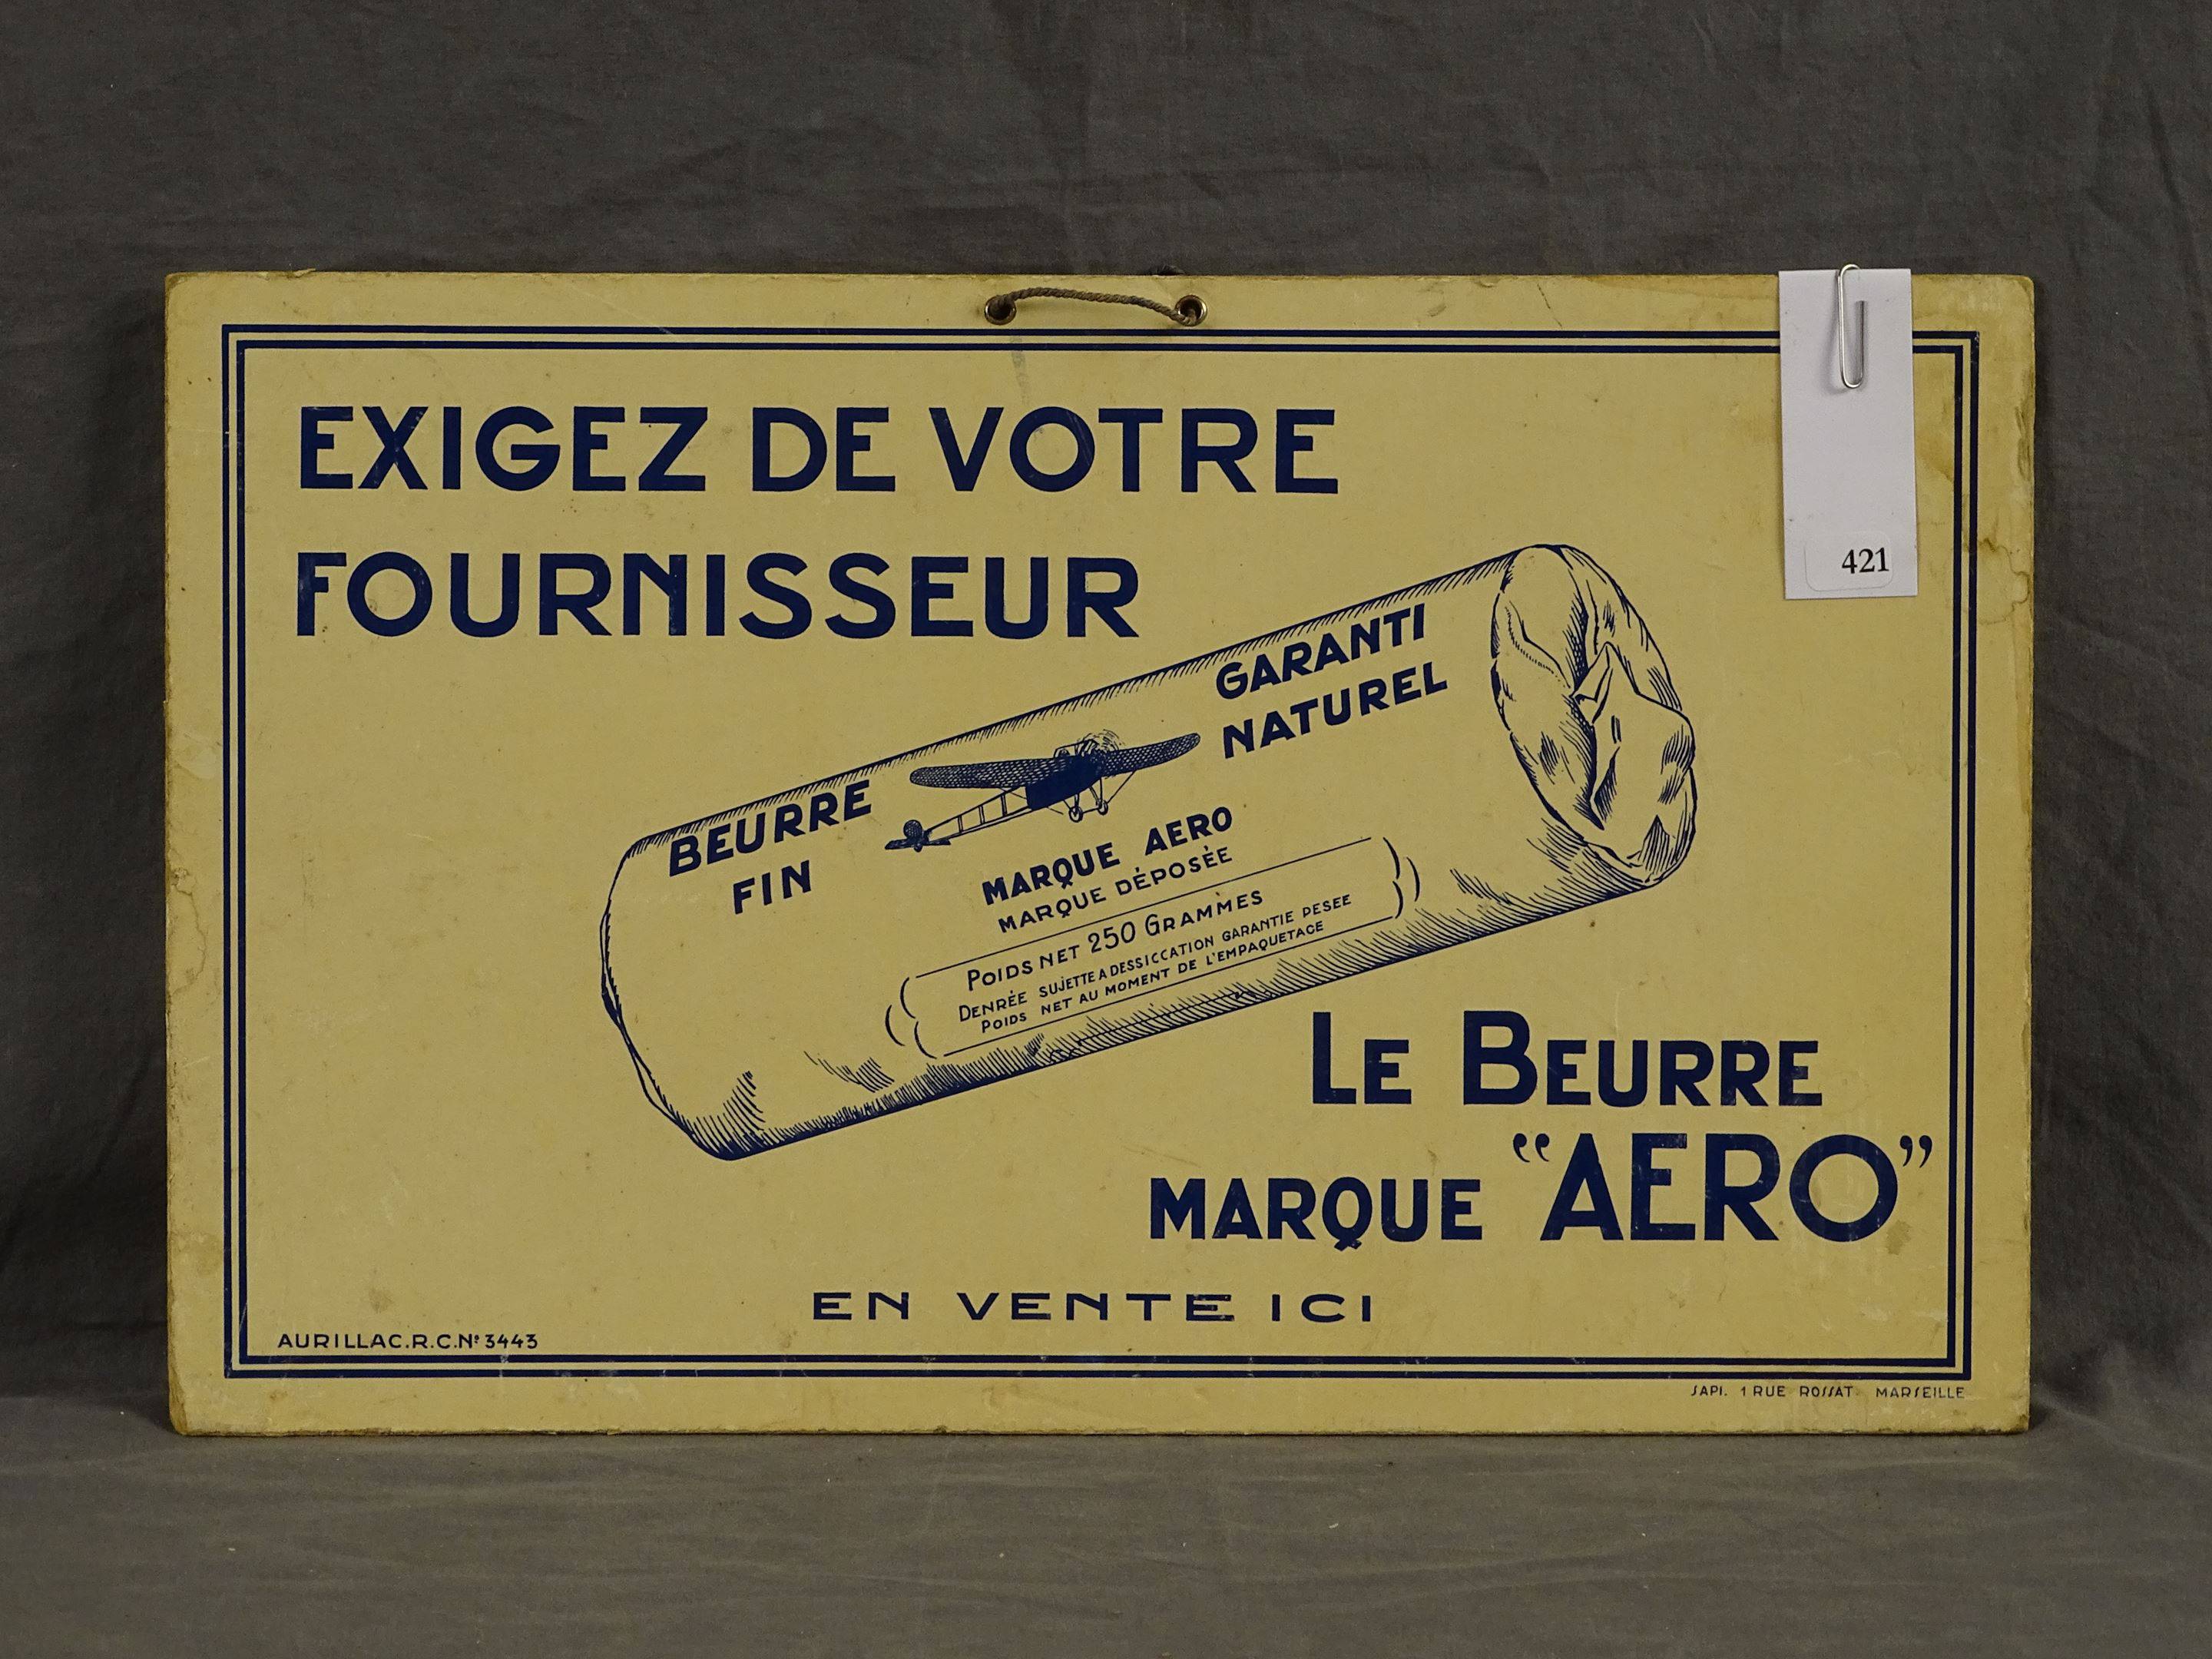 EXIGEZ DE VOTRE
FOURNISSEUR
421
GARANTI
NATUREL
BEURRE
FIN
MARQUE AERO
MARQUE DÉPOSÉE
POIDS NET 250 GRAMMES
DENRÉE SUJETTE A DESSICCATION GARANTIE PESEE
POIDS NET AU MOMENT DE L'EMPAQUETAGE
LE BEURRE
MARQUE "AERO"
EN VENTE ICI
AURILLAC.R.C.Nº 3443
SAPI. 1 RUE ROSSAT. MARSEILLE